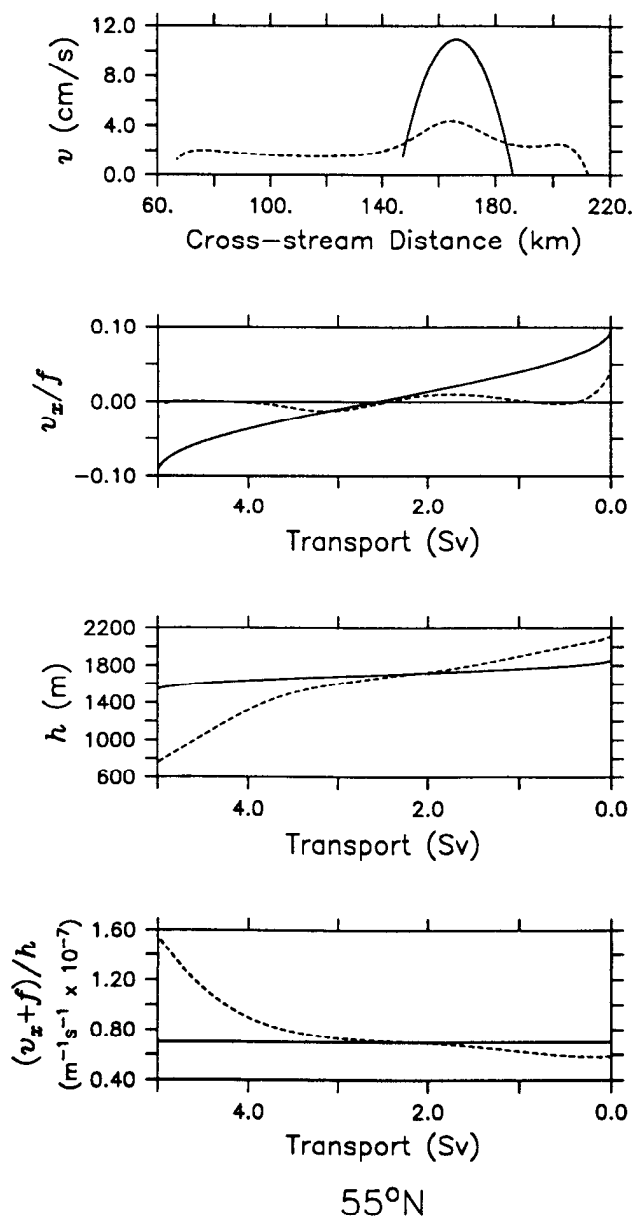 12.0
8.0
4.0
0.0
v (cm/s)
60. 100. 140. 180. 220.
Cross-stream Distance (km)
0.10
0.00
-0.10
v_x/f
4.0 2.0 0.0
Transport (Sv)
2200
1800
1400
1000
600
h (m)
4.0 2.0 0.0
Transport (Sv)
1.60
1.20
0.80
0.40
(v_x+f)/h
(m⁻¹s⁻¹ x 10⁻⁷)
4.0 2.0 0.0
Transport (Sv)
55°N